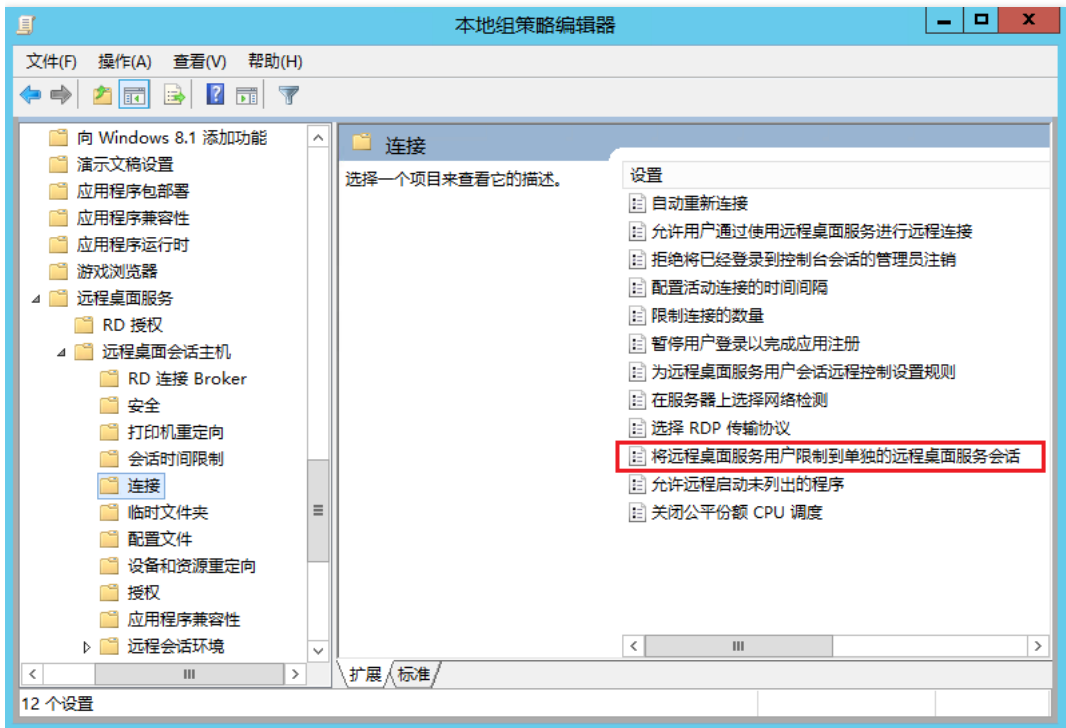 本地组策略编辑器
文件(F) 操作(A) 查看(V) 帮助(H)
向 Windows 8.1 添加功能
演示文稿设置
应用程序包部署
应用程序兼容性
应用程序运行时
游戏浏览器
远程桌面服务
RD 授权
远程桌面会话主机
RD 连接 Broker
安全
打印机重定向
会话时间限制
连接
临时文件夹
配置文件
设备和资源重定向
授权
应用程序兼容性
远程会话环境
连接
选择一个项目来查看它的描述。
设置
自动重新连接
允许用户通过使用远程桌面服务进行远程连接
拒绝将已经登录到控制台会话的管理员注销
配置活动连接的时间间隔
限制连接的数量
暂停用户登录以完成应用注册
为远程桌面服务用户会话远程控制设置规则
在服务器上选择网络检测
选择 RDP 传输协议
将远程桌面服务用户限制到单独的远程桌面服务会话
允许远程启动未列出的程序
关闭公平份额 CPU 调度
扩展 标准
12 个设置